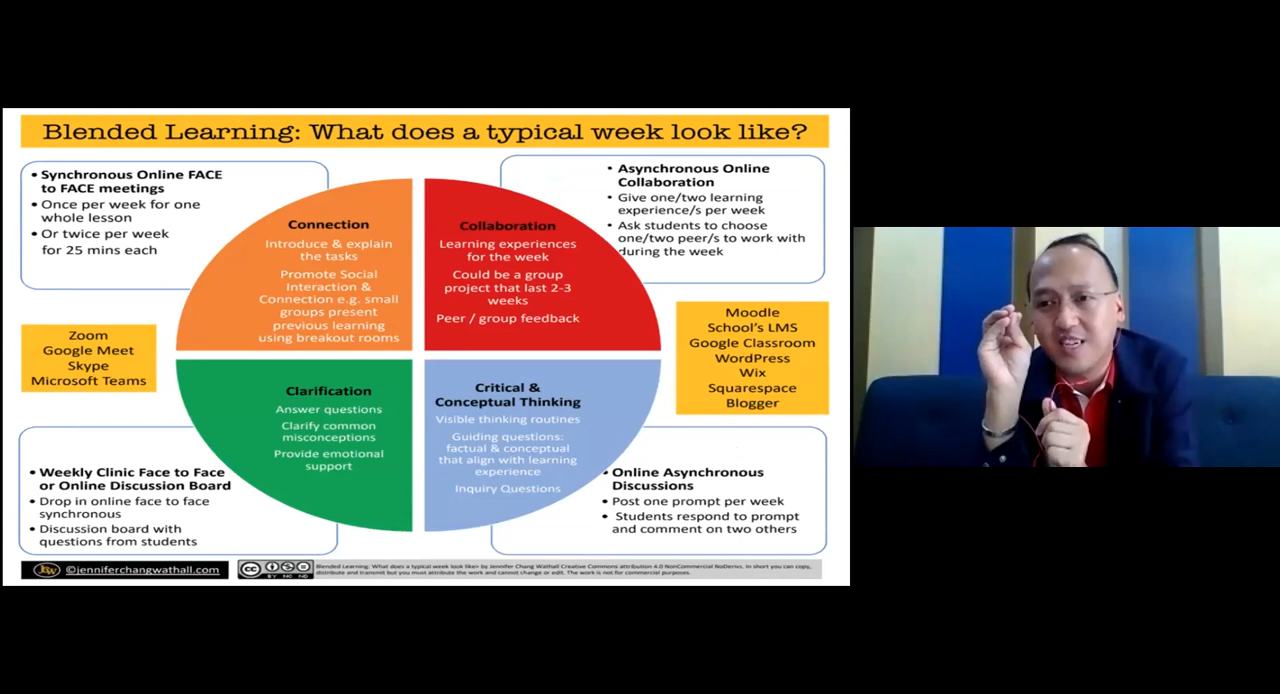 Blended Learning: What does a typical week look like?
• Synchronous Online FACE
to FACE meetings
• Once per week for one
whole lesson
• Or twice per week
for 25 mins each
Connection
Introduce & explain
the tasks
Promote Social
Interaction &
Connection e.g. small
groups present
previous learning
using breakout rooms
Collaboration
Learning experiences
for the week
Could be a group
project that last 2-3
weeks
Peer / group feedback
• Asynchronous Online
Collaboration
• Give one/two learning
experience/s per week
• Ask students to choose
one/two peer/s to work with
during the week
Zoom
Google Meet
Skype
Microsoft Teams
Moodle
School's LMS
Google Classroom
WordPress
Wix
Squarespace
Blogger
Clarification
Answer questions
Clarify common
misconceptions
Provide emotional
support
Critical &
Conceptual Thinking
Visible thinking routines
Guiding questions:
factual & conceptual
that align with learning
experience
Inquiry Questions
• Weekly Clinic Face to Face
or Online Discussion Board
• Drop in online face to face
synchronous
• Discussion board with
questions from students
• Online Asynchronous
Discussions
• Post one prompt per week
• Students respond to prompt
and comment on two others
©jenniferchangwathall.com
CC BY NC ND
Blended Learning: What does a typical week look like? by Jennifer Chang Wathall Creative Commons attribution 4.0 NonCommercial NoDerivs. In short you can copy,
distribute and transmit but you must attribute the work and cannot change or edit. The work is not for commercial purposes.